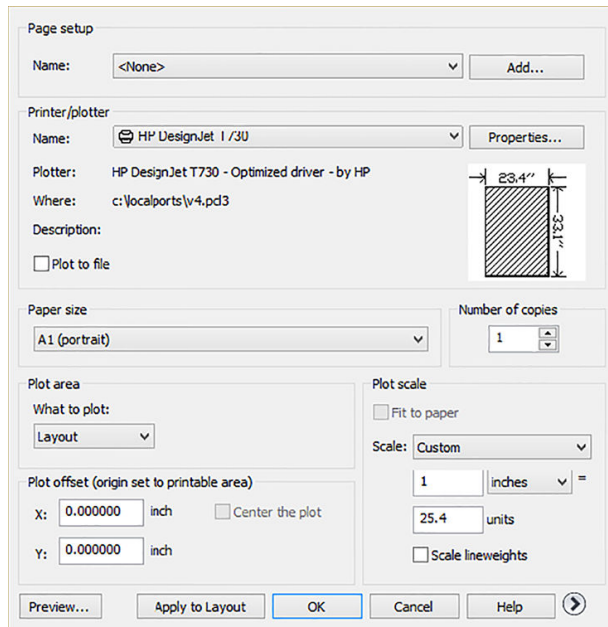 Page setup
Name: <None> Add...
Printer/plotter
Name: HP DesignJet T730 Properties...
Plotter: HP DesignJet T730 - Optimized driver - by HP
Where: c:\localports\v4.pcl3
Description:
Plot to file
23.4″
33.1″
Paper size
A1 (portrait)
Number of copies
1
Plot area
What to plot:
Layout
Plot offset (origin set to printable area)
X: 0.000000 inch Center the plot
Y: 0.000000 inch
Plot scale
Fit to paper
Scale: Custom
1 inches =
25.4 units
Scale lineweights
Preview... Apply to Layout OK Cancel Help